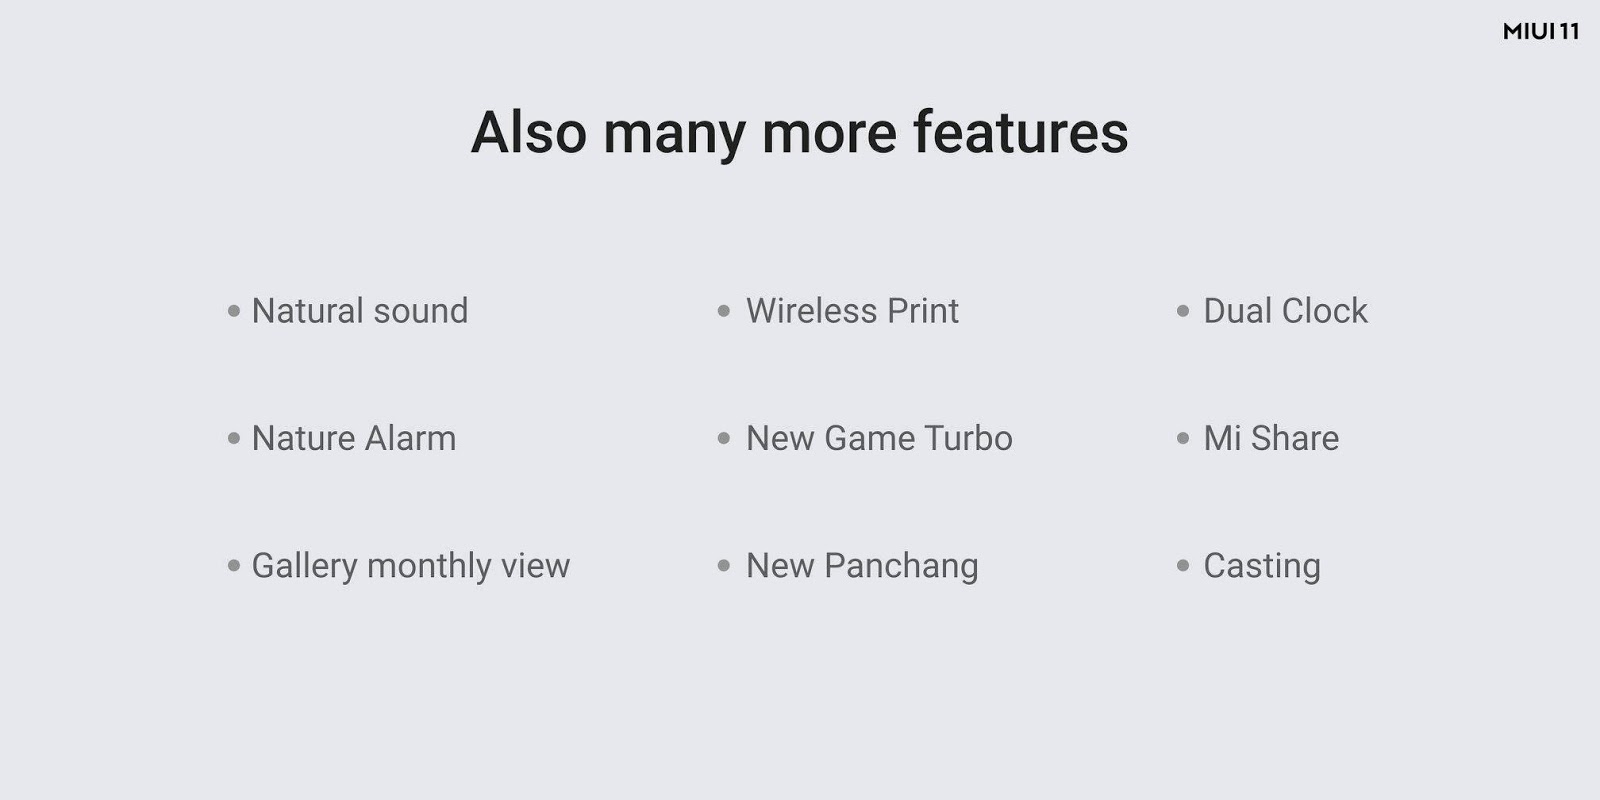 MIUI 11
Also many more features
• Natural sound
• Wireless Print
• Dual Clock
• Nature Alarm
• New Game Turbo
• Mi Share
• Gallery monthly view
• New Panchang
• Casting